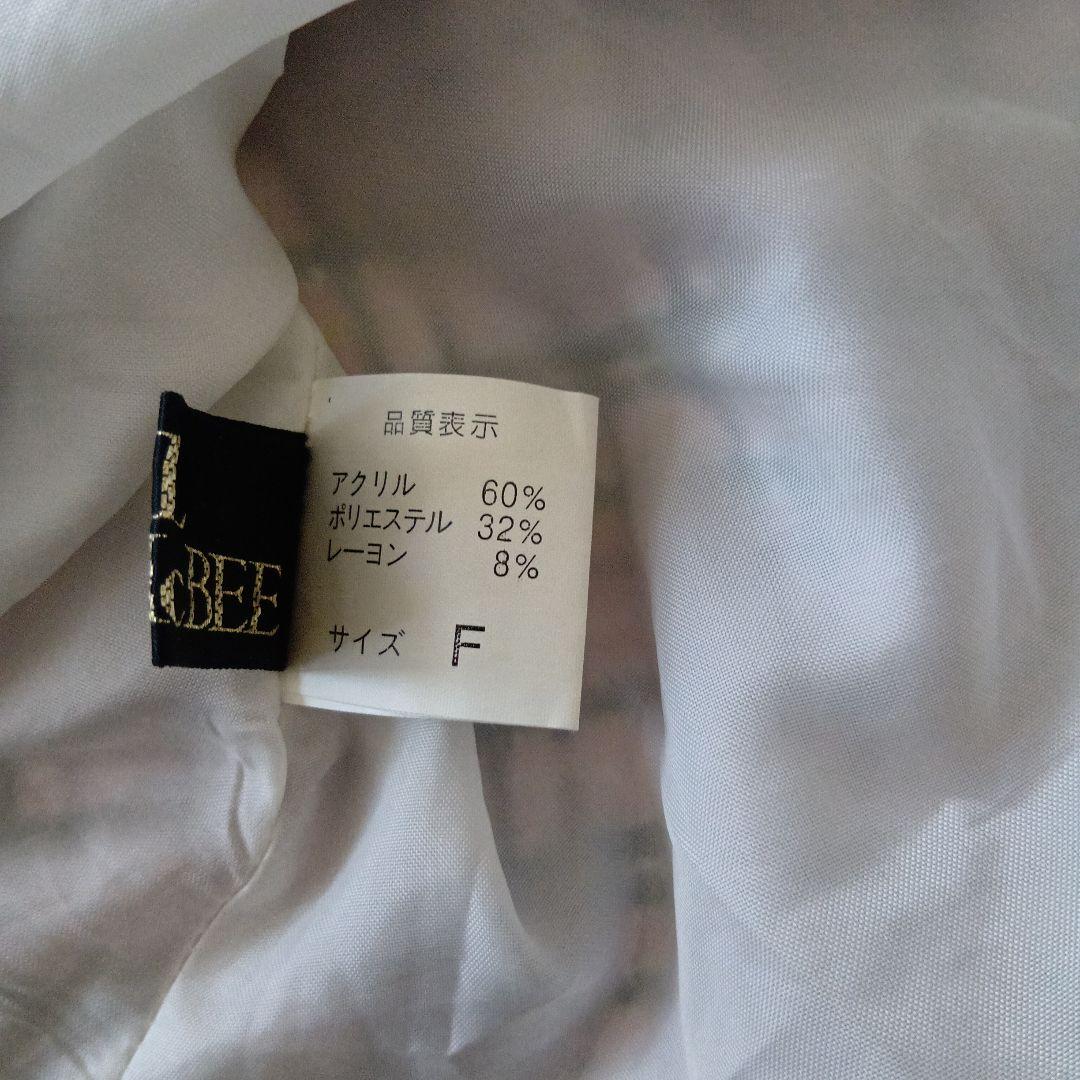 品質表示
アクリル 60%
ポリエステル 32%
レーヨン 8%
サイズ F
cBEE